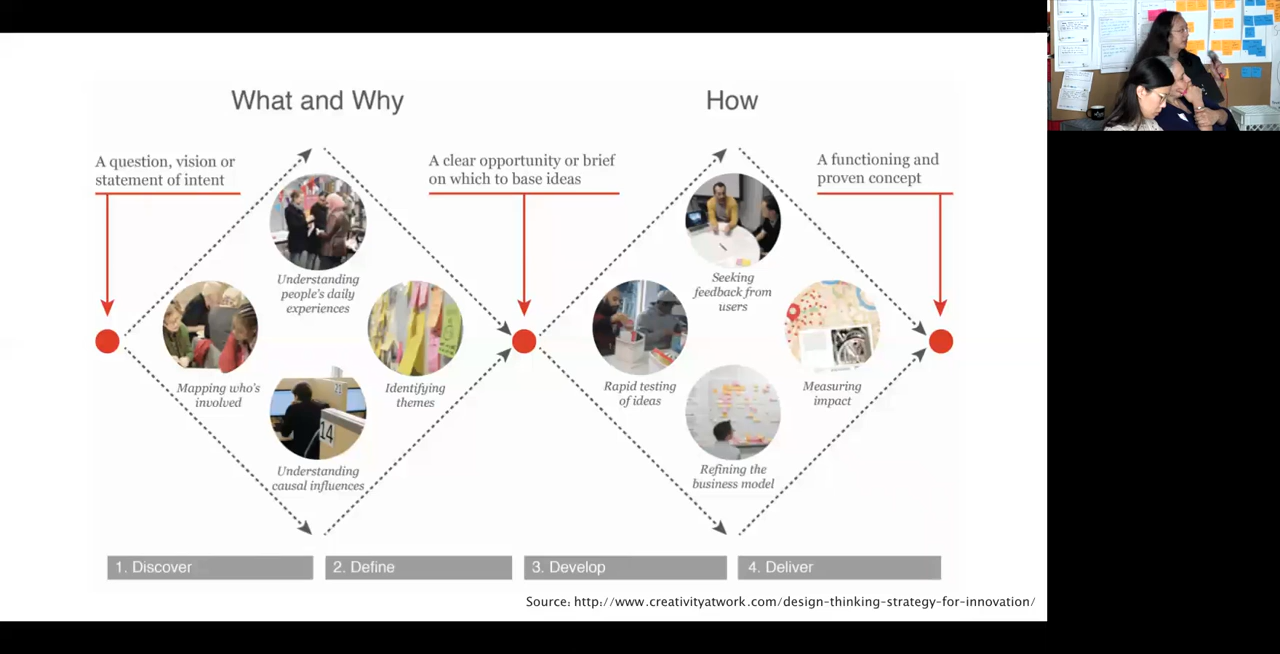 What and Why
How
A question, vision or
statement of intent
A clear opportunity or brief
on which to base ideas
A functioning and
proven concept
Understanding
people's daily
experiences
Mapping who's
involved
Identifying
themes
14
Understanding
causal influences
Seeking
feedback from
users
Rapid testing
of ideas
Measuring
impact
Refining the
business model
1. Discover
2. Define
3. Develop
4. Deliver
Source: http://www.creativityatwork.com/design-thinking-strategy-for-innovation/